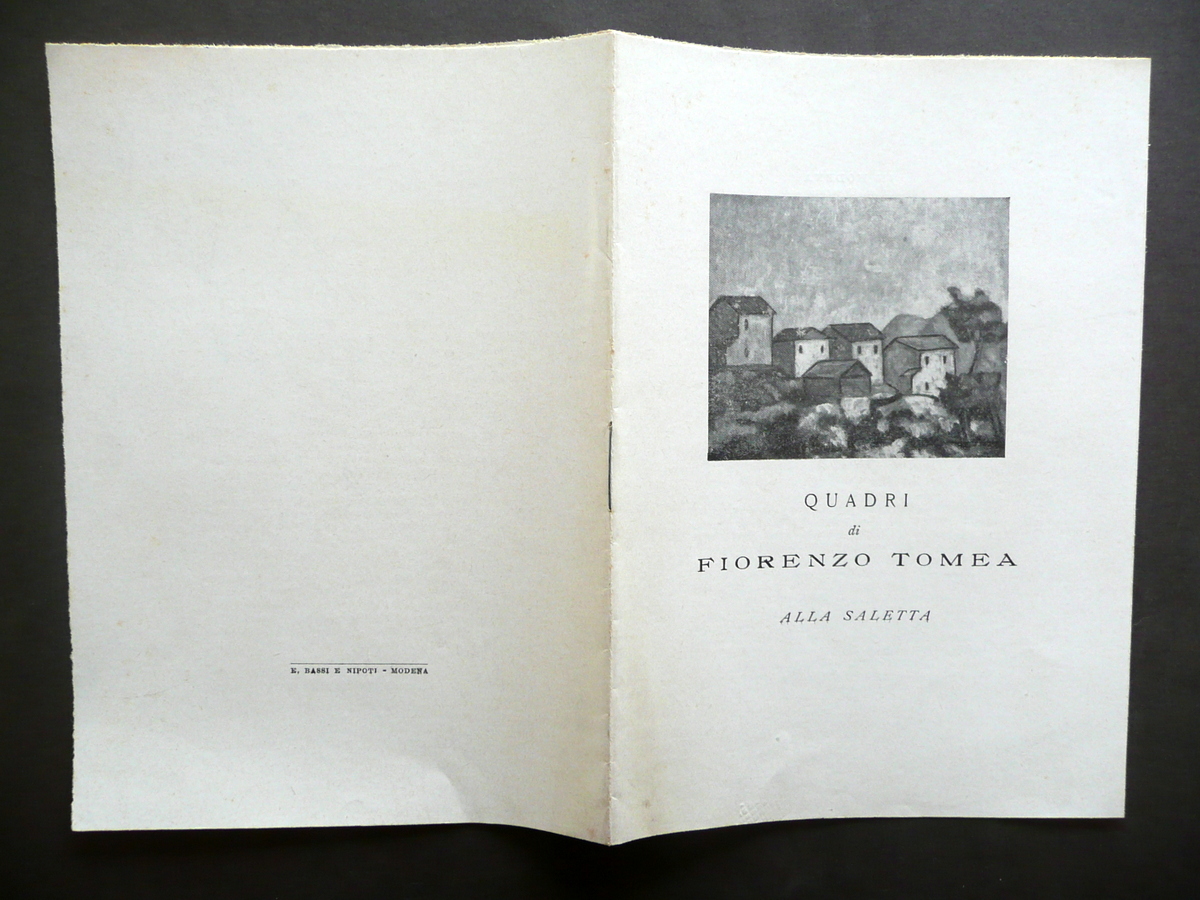 E. BASSI E NIPOTI - MODENA
QUADRI
di
FIORENZO TOMEA
ALLA SALETTA